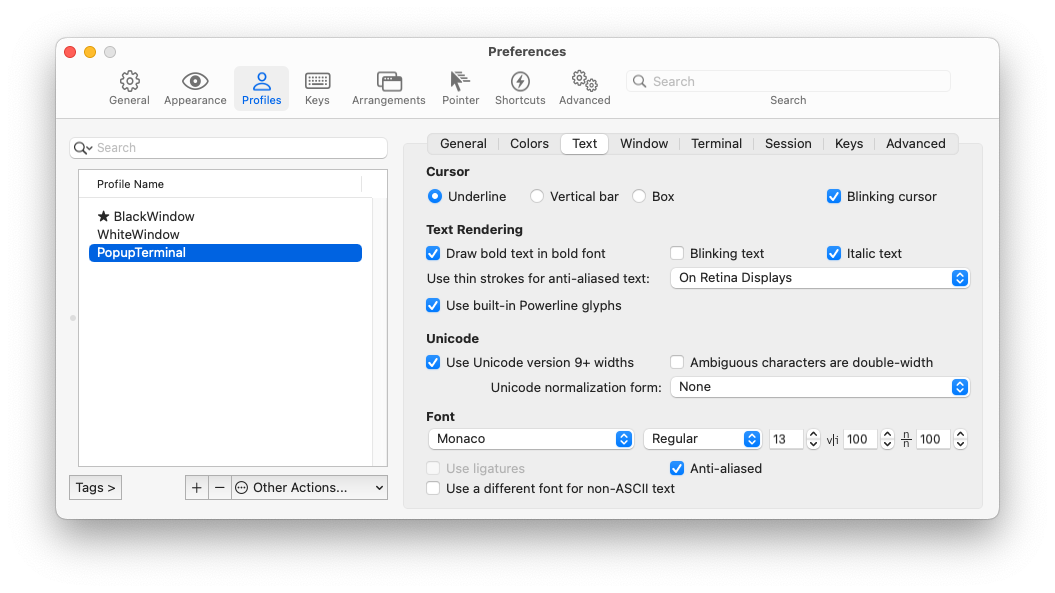 Preferences
General Appearance Profiles Keys Arrangements Pointer Shortcuts Advanced Search
Search
Search
Profile Name
★ BlackWindow
WhiteWindow
PopupTerminal
Tags > + − Other Actions...
General Colors Text Window Terminal Session Keys Advanced
Cursor
Underline Vertical bar Box Blinking cursor
Text Rendering
Draw bold text in bold font Blinking text Italic text
Use thin strokes for anti-aliased text: On Retina Displays
Use built-in Powerline glyphs
Unicode
Use Unicode version 9+ widths Ambiguous characters are double-width
Unicode normalization form: None
Font
Monaco Regular 13 v|i 100 n/n 100
Use ligatures Anti-aliased
Use a different font for non-ASCII text